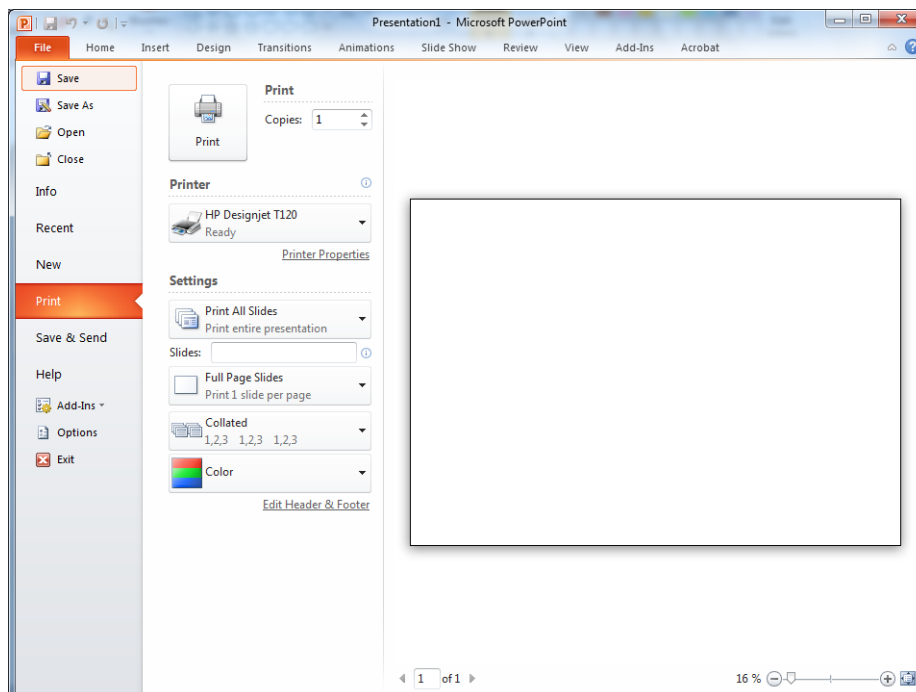 Presentation1 - Microsoft PowerPoint
File Home Insert Design Transitions Animations Slide Show Review View Add-Ins Acrobat
Save
Save As
Open
Close
Info
Recent
New
Print
Save & Send
Help
Add-Ins
Options
Exit
Print
Print
Copies: 1
Printer
HP Designjet T120
Ready
Printer Properties
Settings
Print All Slides
Print entire presentation
Slides:
Full Page Slides
Print 1 slide per page
Collated
1,2,3 1,2,3 1,2,3
Color
Edit Header & Footer
1 of 1
16 %